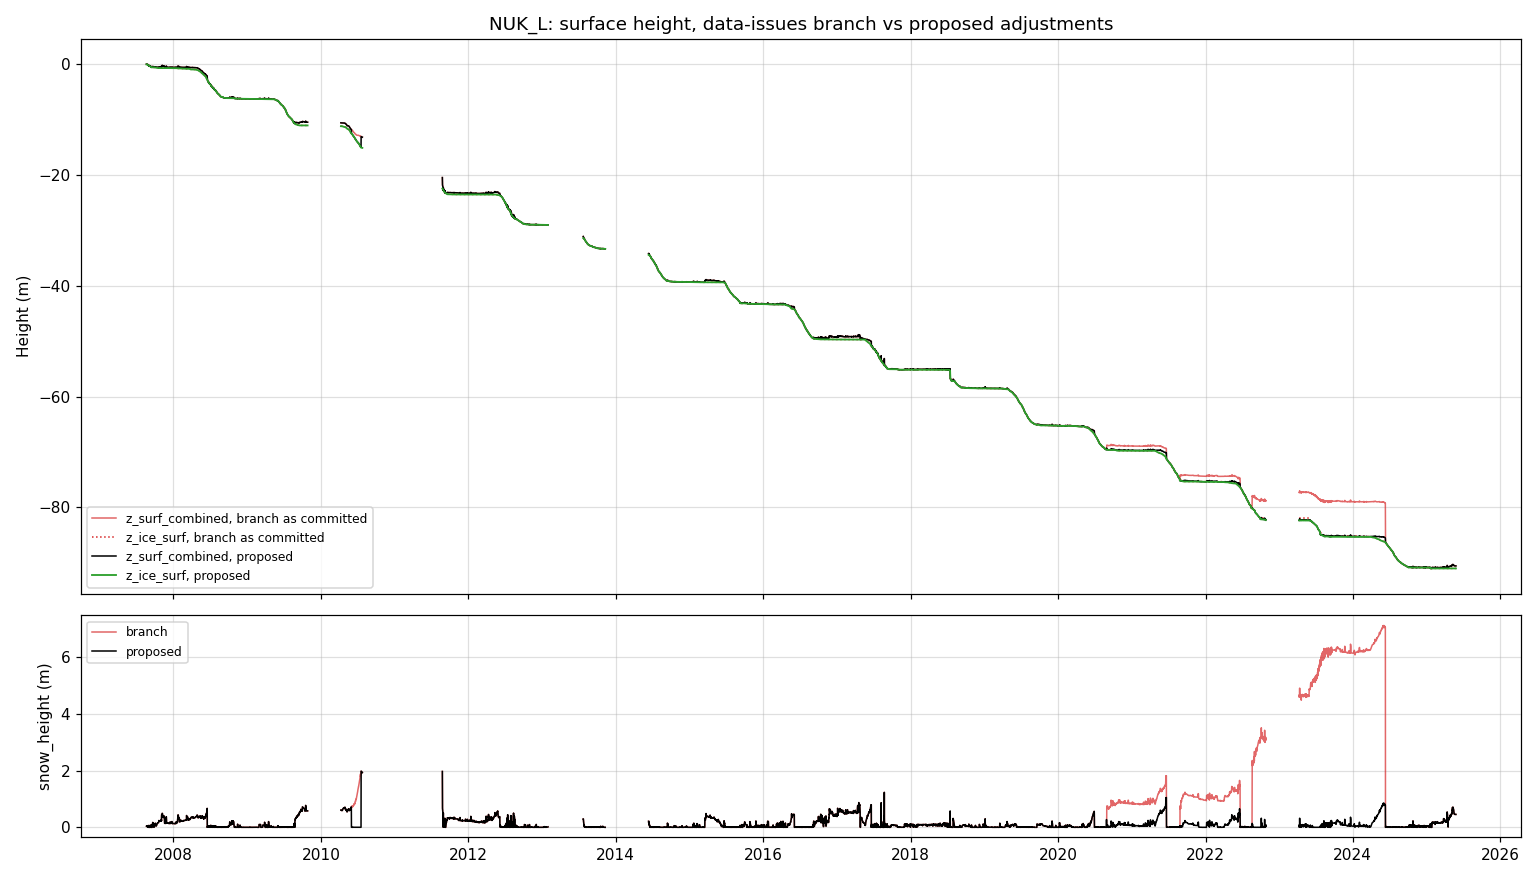 NUK_L: surface height, data-issues branch vs proposed adjustments
Height (m)
0
−20
−40
−60
−80
z_surf_combined, branch as committed
z_ice_surf, branch as committed
z_surf_combined, proposed
z_ice_surf, proposed
snow_height (m)
6
4
2
0
branch
proposed
2008 2010 2012 2014 2016 2018 2020 2022 2024 2026